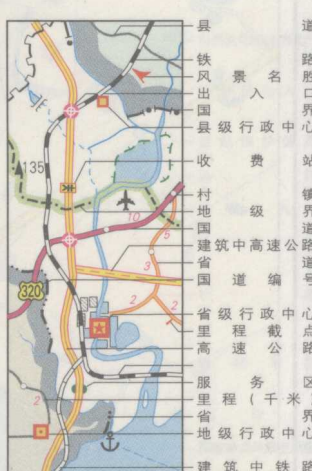 县道
铁路
风景名胜
出入口
国界
县级行政中心
135
收费站
村镇
地级界
10
国道
5
建筑中高速公路
3
省道
国道编号
320
2
2
省级行政中心
里程截点
高速公路
服务区
2
里程(千米)
省界
地级行政中心
建筑中铁路